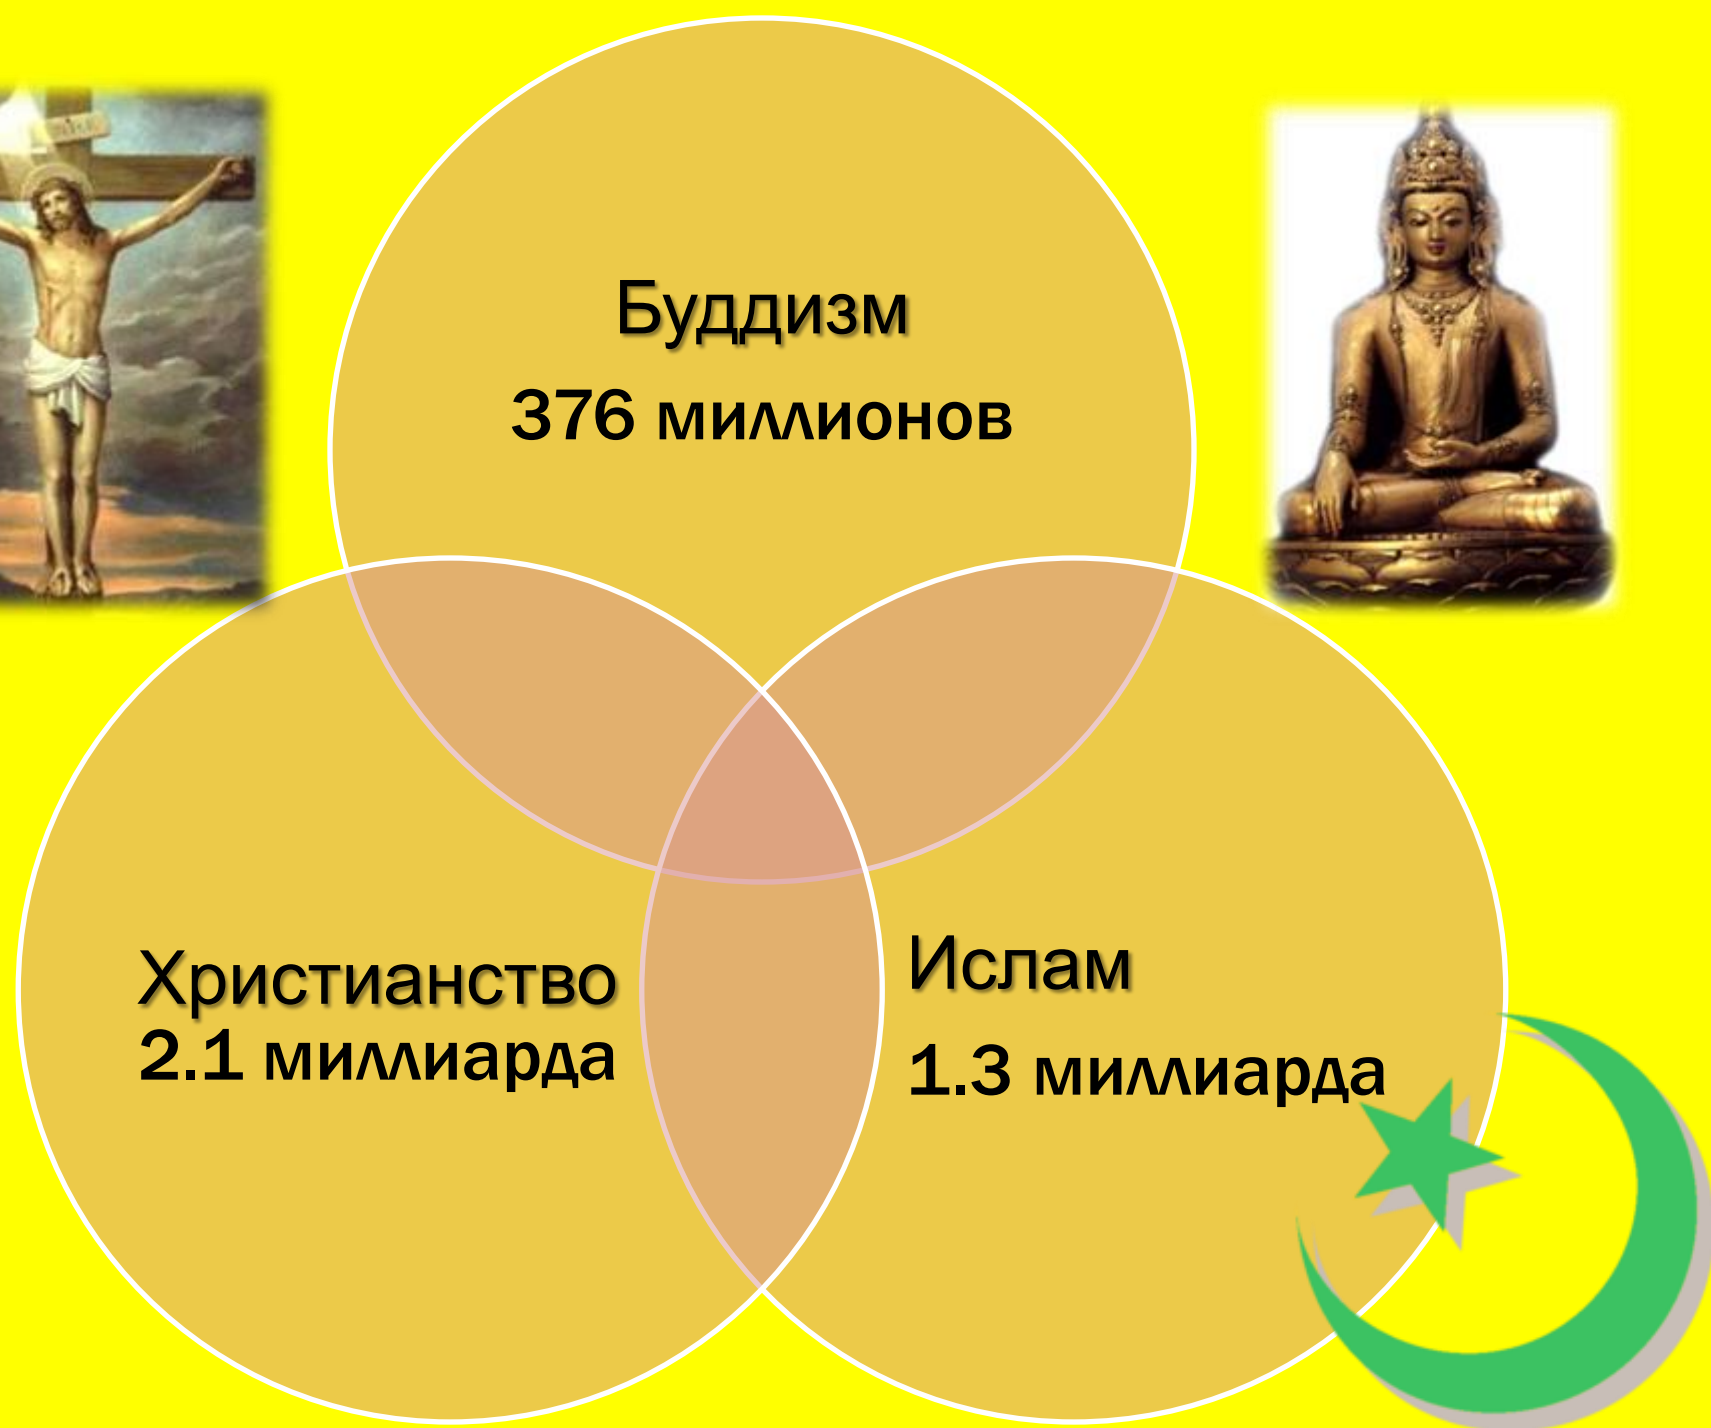 Буддизм
376 миллионов
Христианство
2.1 миллиарда
Ислам
1.3 миллиарда